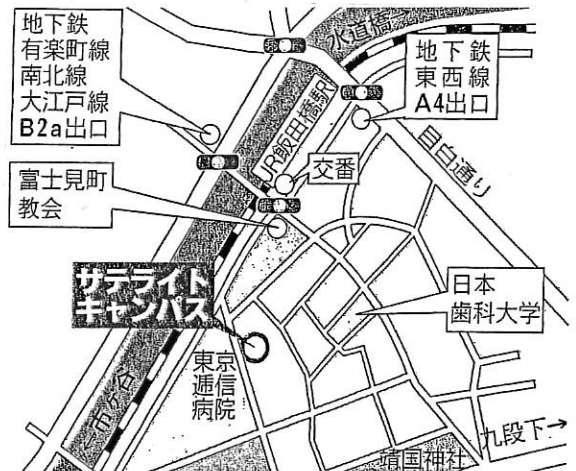 地下鉄
有楽町線
南北線
大江戸線
B2a出口
水道橋
地下鉄
東西線
A4出口
JR飯田橋駅
目白通り
交番
富士見町
教会
サテライト
キャンパス
日本
歯科大学
東京
逓信
病院
←市ヶ谷
九段下→
靖国神社